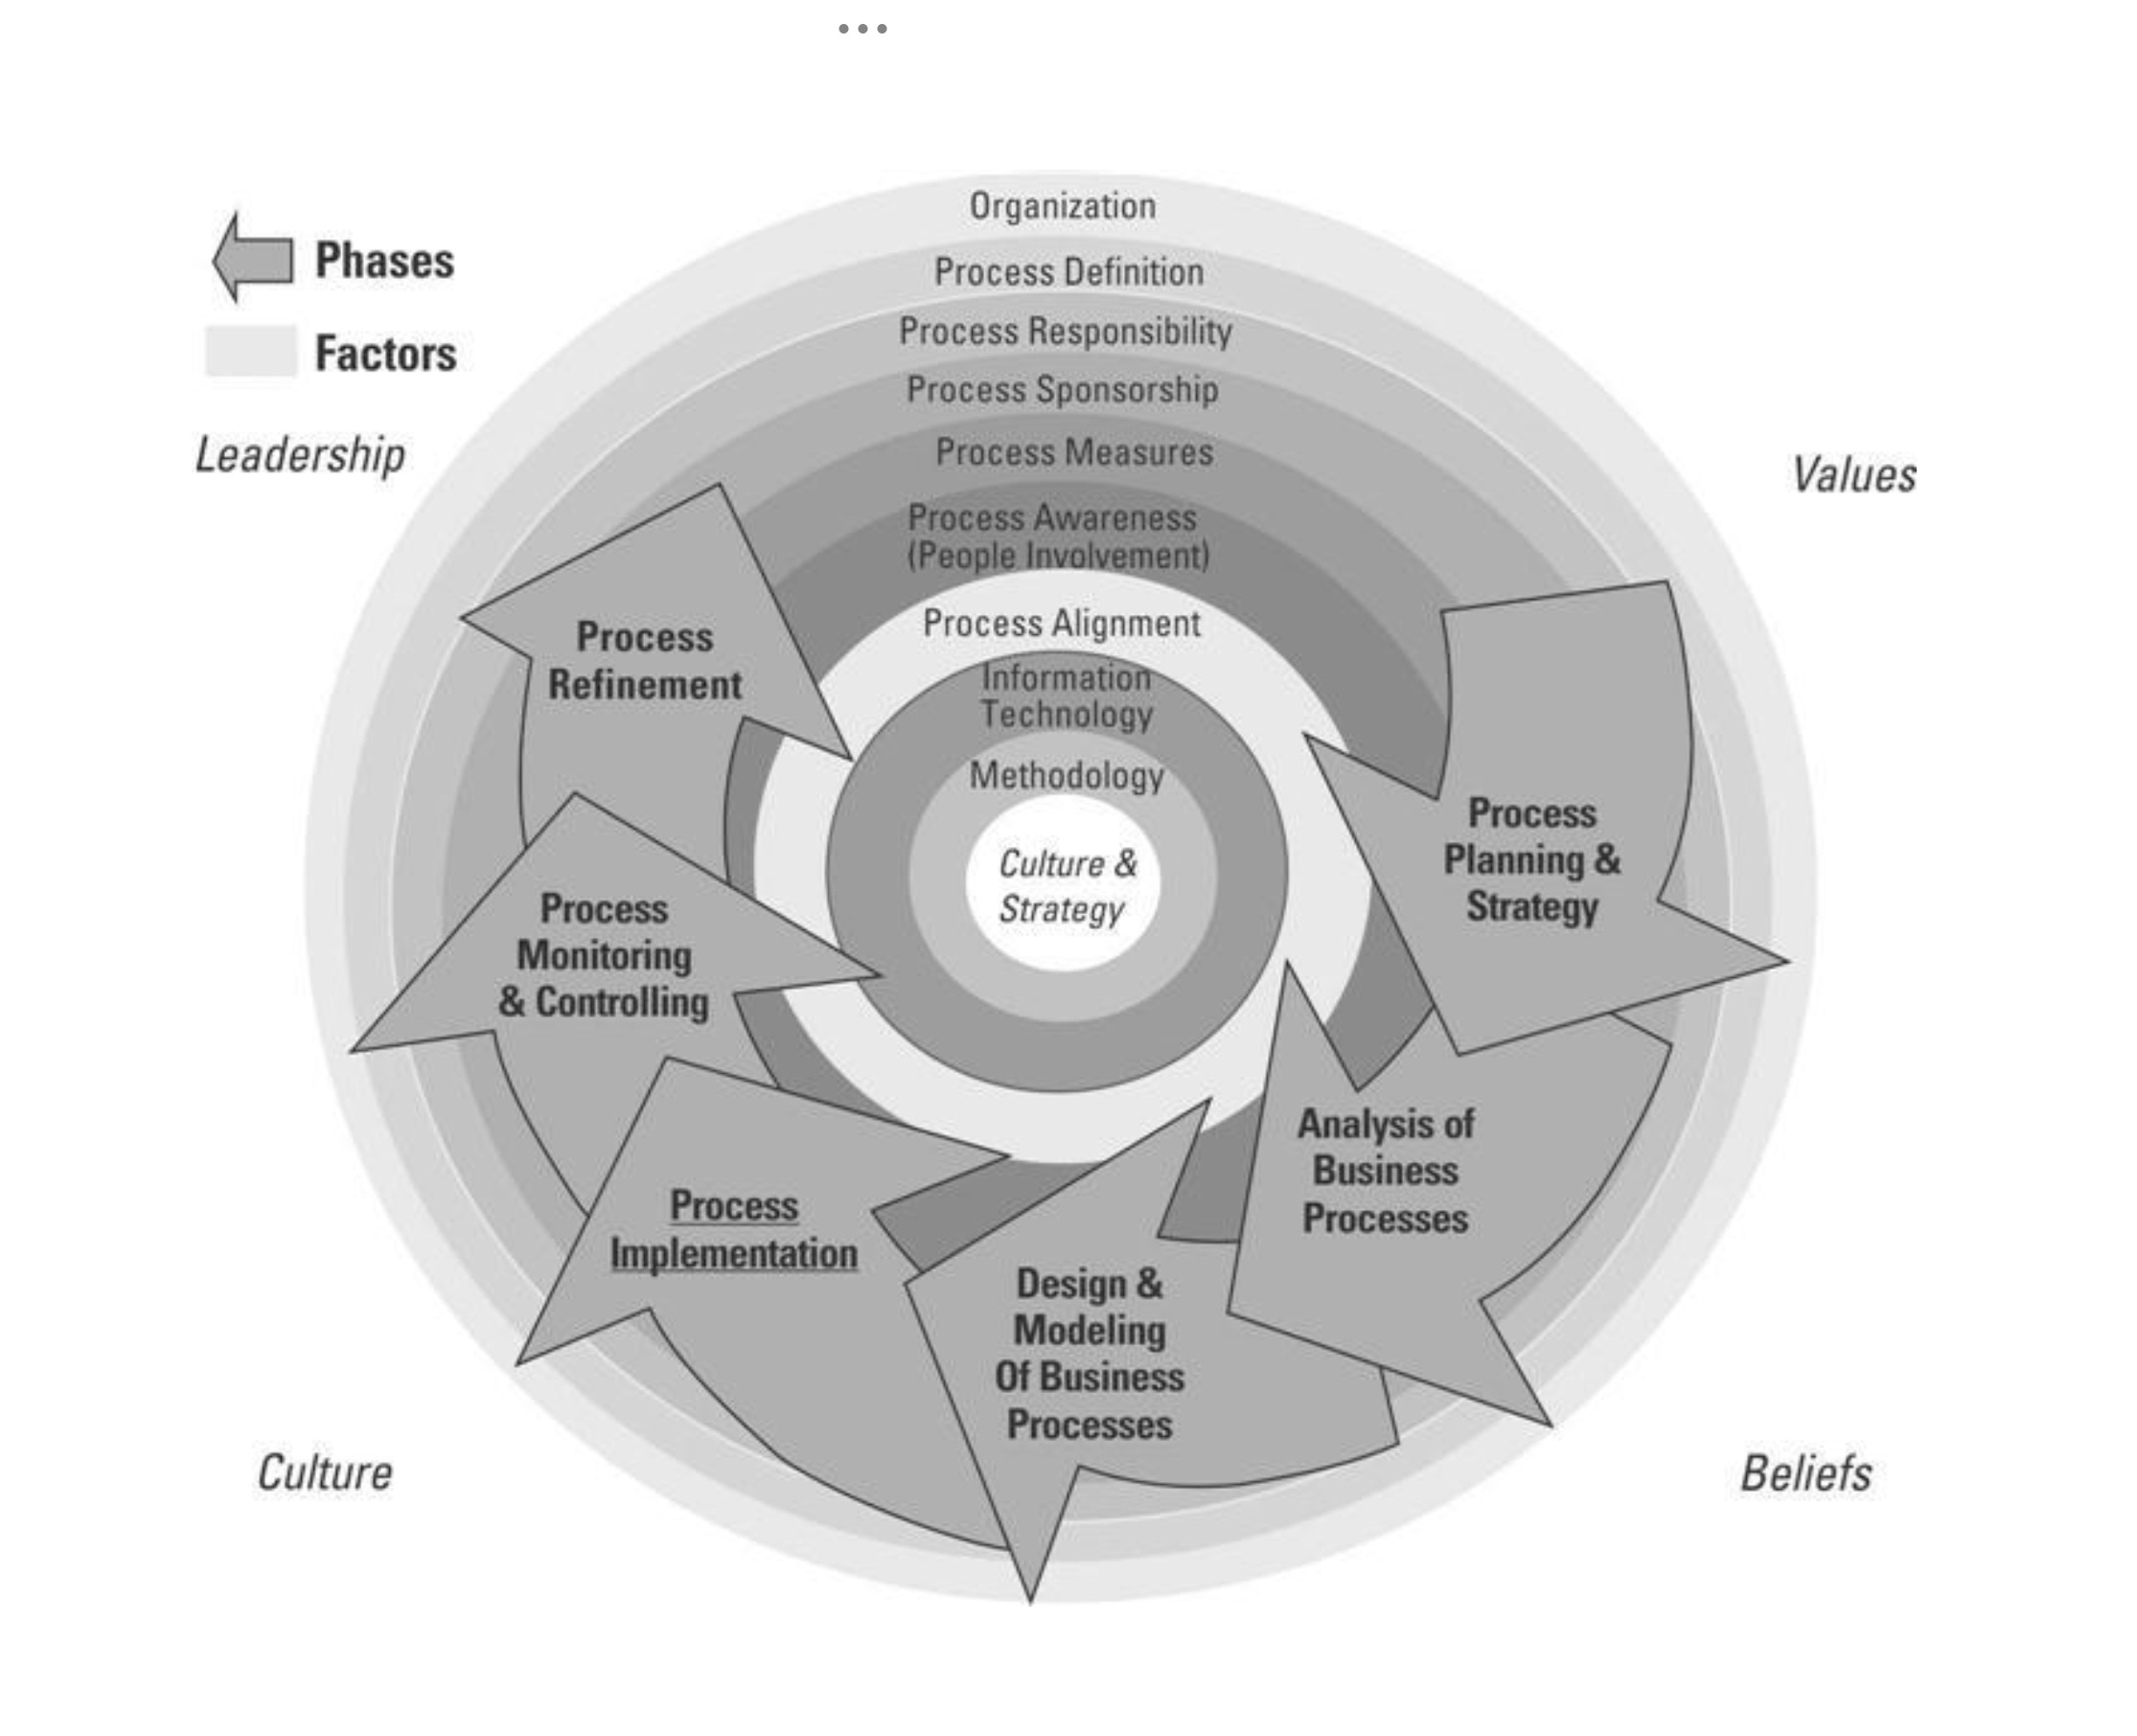 Phases
Factors
Leadership
Values
Organization
Process Definition
Process Responsibility
Process Sponsorship
Process Measures
Process Awareness
(People Involvement)
Process Alignment
Information
Technology
Methodology
Culture &
Strategy
Process
Planning &
Strategy
Analysis of
Business
Processes
Design &
Modeling
Of Business
Processes
Process
Implementation
Process
Monitoring
& Controlling
Process
Refinement
Culture
Beliefs